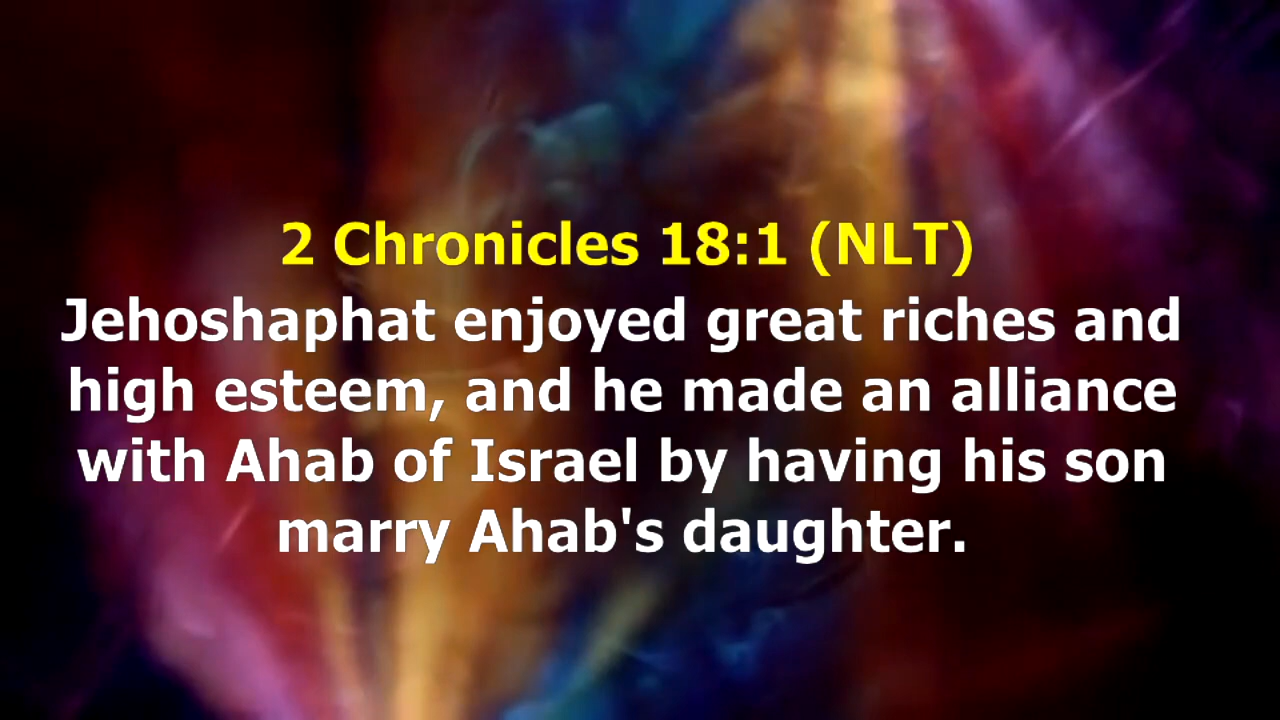 2 Chronicles 18:1 (NLT)
Jehoshaphat enjoyed great riches and
high esteem, and he made an alliance
with Ahab of Israel by having his son
marry Ahab's daughter.